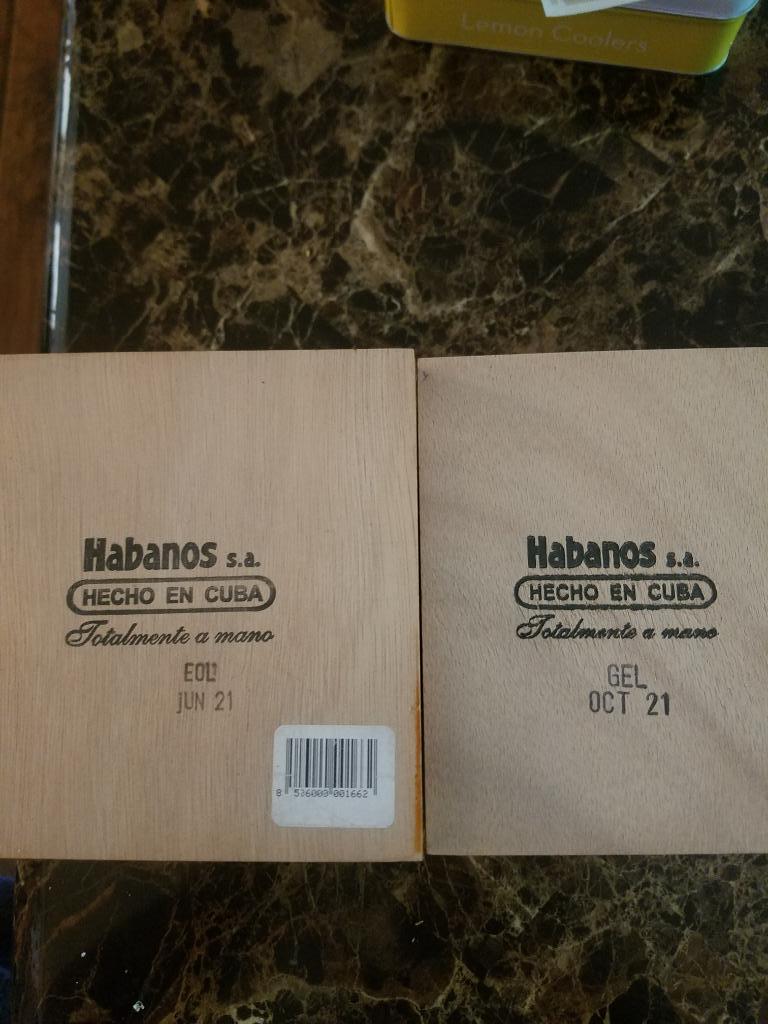 Lemon Coolers
Habanos s.a.
HECHO EN CUBA
Totalmente a mano
JUN 21
Habanos s.a.
HECHO EN CUBA
Totalmente a mano
GEL
OCT 21